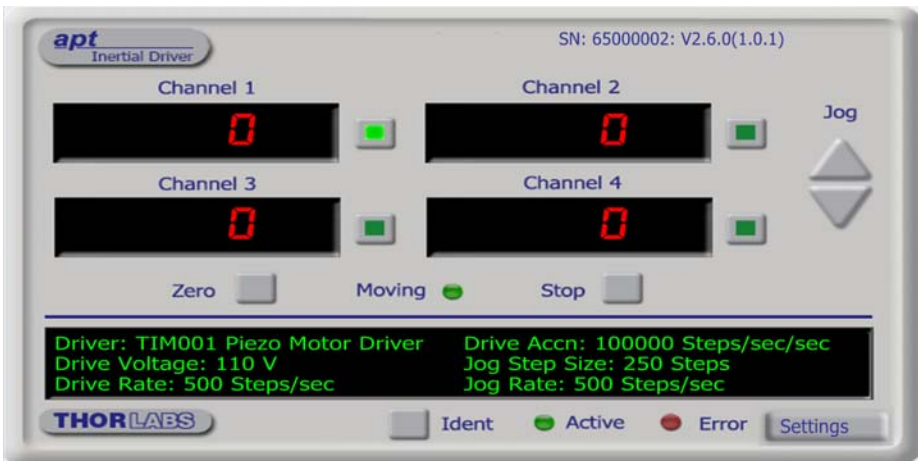 apt
Inertial Driver
SN: 65000002: V2.6.0(1.0.1)
Channel 1
Channel 2
0
0
Jog
Channel 3
Channel 4
0
0
Zero
Moving
Stop
Driver: TIM001 Piezo Motor Driver
Drive Voltage: 110 V
Drive Rate: 500 Steps/sec
Drive Accn: 100000 Steps/sec/sec
Jog Step Size: 250 Steps
Jog Rate: 500 Steps/sec
THORLABS
Ident
Active
Error
Settings